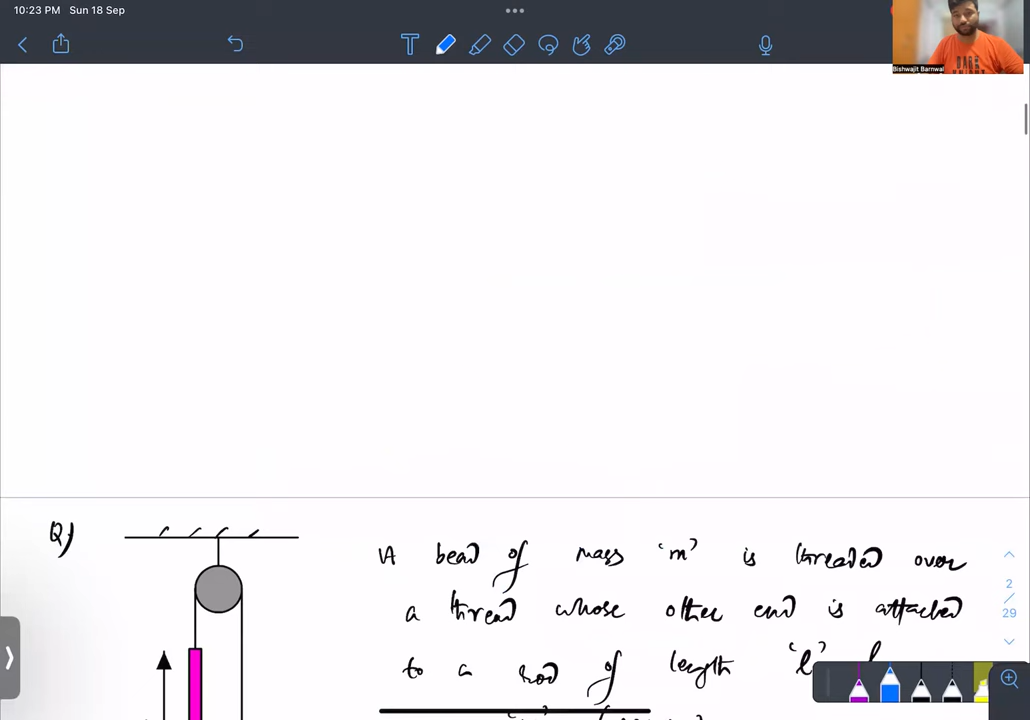 10:23 PM Sun 18 Sep
Bishwajit Barnwal
Q)
A bead of mass 'm' is threaded over
a thread whose other end is attached
to a rod of length 'l'
2
/
29